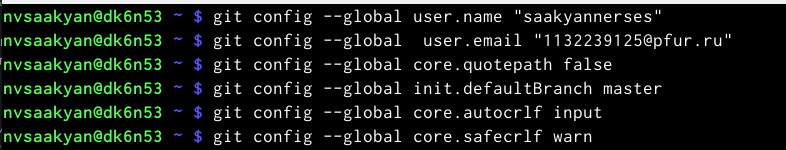 nvsaakyan@dk6n53 ~ $ git config --global user.name "saakyannerses"
nvsaakyan@dk6n53 ~ $ git config --global  user.email "1132239125@pfur.ru"
nvsaakyan@dk6n53 ~ $ git config --global core.quotepath false
nvsaakyan@dk6n53 ~ $ git config --global init.defaultBranch master
nvsaakyan@dk6n53 ~ $ git config --global core.autocrlf input
nvsaakyan@dk6n53 ~ $ git config --global core.safecrlf warn